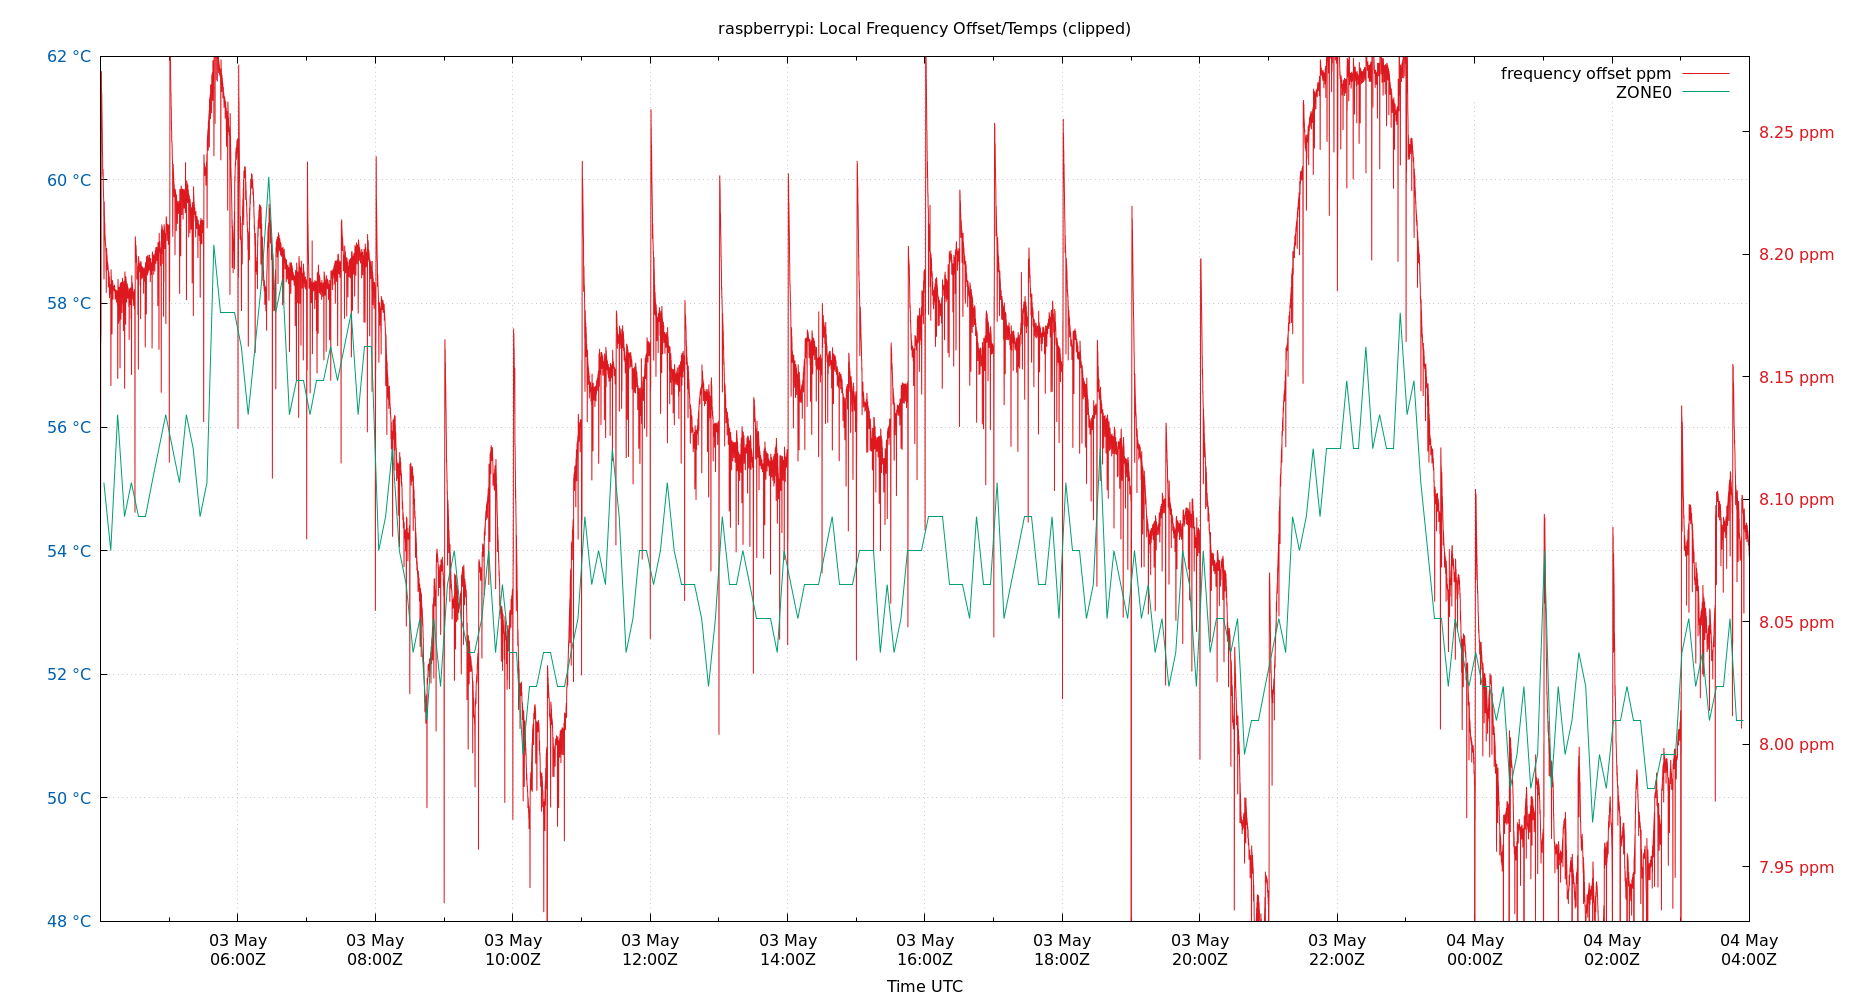 raspberrypi: Local Frequency Offset/Temps (clipped)
frequency offset ppm
ZONE0
62 °C
60 °C
58 °C
56 °C
54 °C
52 °C
50 °C
48 °C
8.25 ppm
8.20 ppm
8.15 ppm
8.10 ppm
8.05 ppm
8.00 ppm
7.95 ppm
03 May 03 May 03 May 03 May 03 May 03 May 03 May 03 May 03 May 04 May 04 May 04 May
06:00Z 08:00Z 10:00Z 12:00Z 14:00Z 16:00Z 18:00Z 20:00Z 22:00Z 00:00Z 02:00Z 04:00Z
Time UTC